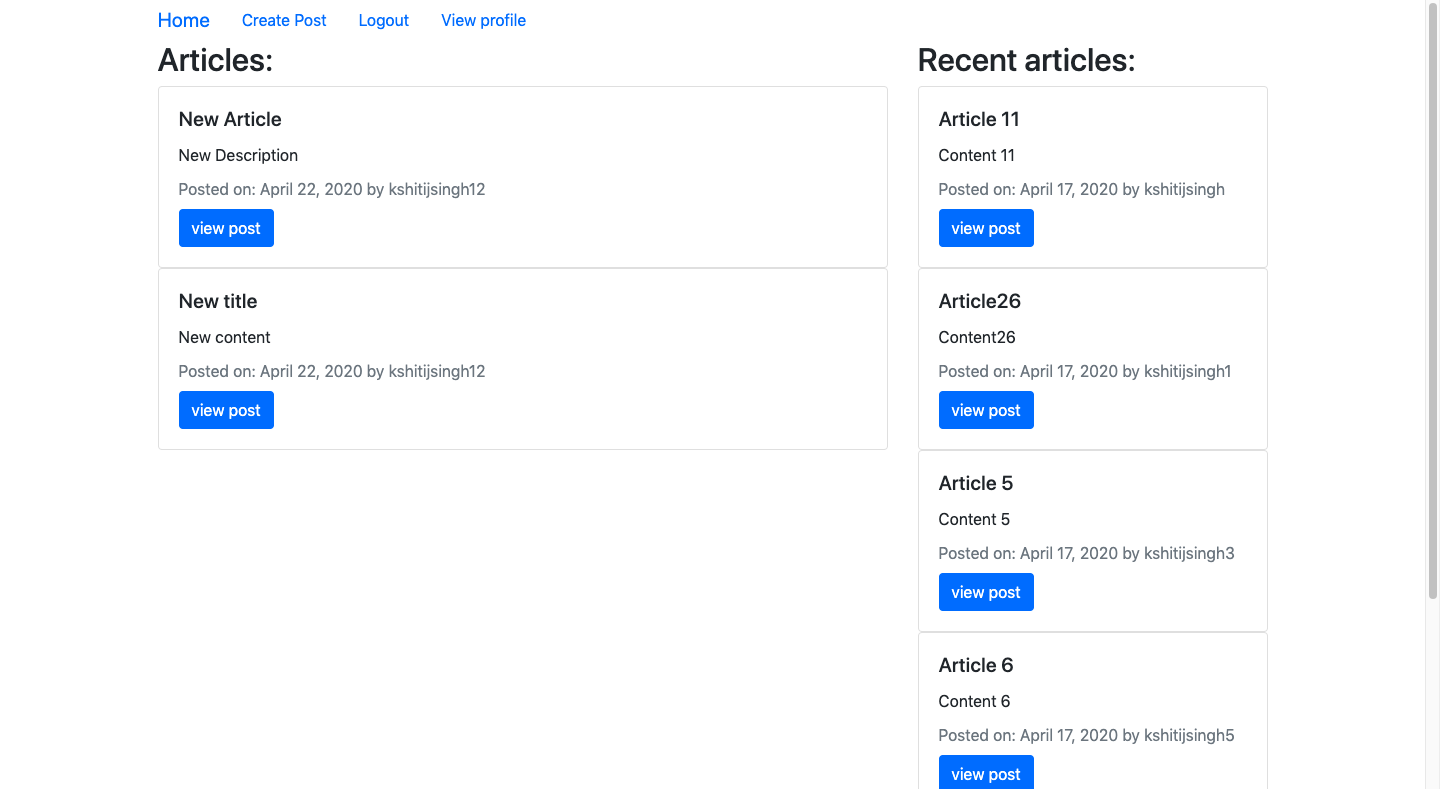 Home Create Post Logout View profile
Articles:
New Article
New Description
Posted on: April 22, 2020 by kshitijsingh12
view post
New title
New content
Posted on: April 22, 2020 by kshitijsingh12
view post
Recent articles:
Article 11
Content 11
Posted on: April 17, 2020 by kshitijsingh
view post
Article26
Content26
Posted on: April 17, 2020 by kshitijsingh1
view post
Article 5
Content 5
Posted on: April 17, 2020 by kshitijsingh3
view post
Article 6
Content 6
Posted on: April 17, 2020 by kshitijsingh5
view post